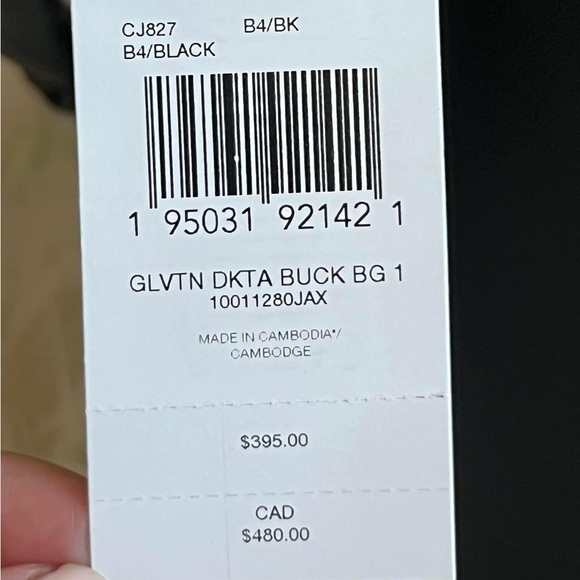 CJ827 B4/BK
B4/BLACK
1 95031 92142 1
GLVTN DKTA BUCK BG 1
10011280JAX
MADE IN CAMBODIA*/
CAMBODGE
$395.00
CAD
$480.00